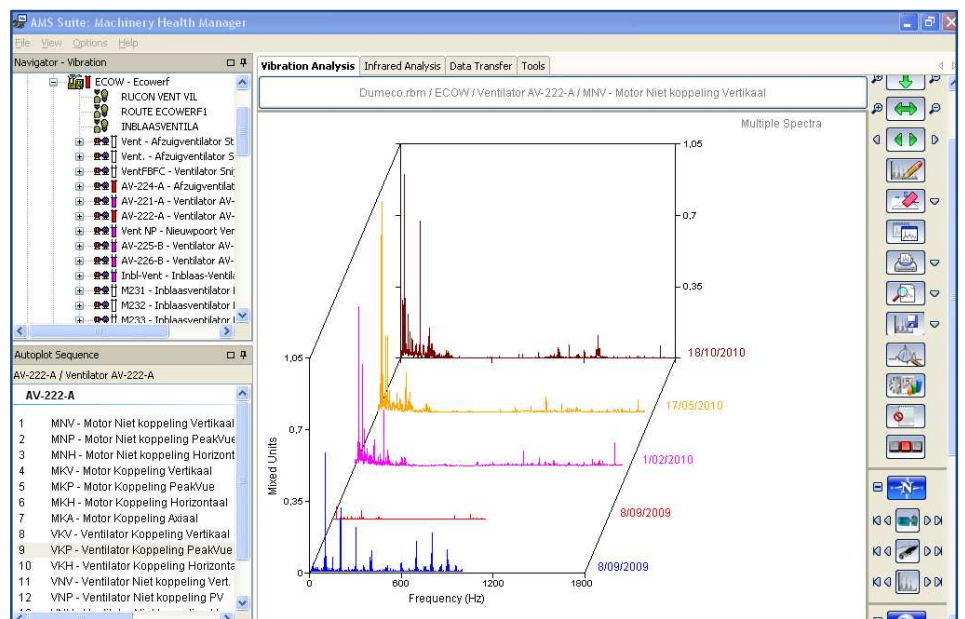 AMS Suite: Machinery Health Manager
File View Options Help
Navigator - Vibration
ECOW - Ecowerf
RUCON VENT VIL
ROUTE ECOWERF1
INBLAASVENTILA
Vent - Afzuigventilator St
Vent. - Afzuigventilator S
VentFBFC - Ventilator Snij
AV-224-A - Afzuigventilat
AV-221-A - Ventilator AV-
AV-222-A - Ventilator AV-
Vent NP - Nieuwpoort Ver
AV-225-B - Ventilator AV-
AV-226-B - Ventilator AV-
Inbl-Vent - Inblaas-Ventila
M231 - Inblaasventilator
M232 - Inblaasventilator
M233 - Inblaasventilator
Autoplot Sequence
AV-222-A / Ventilator AV-222-A
AV-222-A
1 MNV - Motor Niet koppeling Vertikaal
2 MNP - Motor Niet koppeling PeakVue
3 MNH - Motor Niet koppeling Horizont
4 MKV - Motor Koppeling Vertikaal
5 MKP - Motor Koppeling PeakVue
6 MKH - Motor Koppeling Horizontaal
7 MKA - Motor Koppeling Axiaal
8 VKV - Ventilator Koppeling Vertikaal
9 VKP - Ventilator Koppeling PeakVue
10 VKH - Ventilator Koppeling Horizonta
11 VNV - Ventilator Niet koppeling Vert.
12 VNP - Ventilator Niet koppeling PV
Vibration Analysis Infrared Analysis Data Transfer Tools
Dumeco.rbm / ECOW / Ventilator AV-222-A / MNV - Motor Niet koppeling Vertikaal
Multiple Spectra
1,05
0,7
0,35
18/10/2010
1,05
17/05/2010
0,7
1/02/2010
Mixed Units
0,35
8/09/2009
8/09/2009
0
0 600 1200 1800
Frequency (Hz)
N